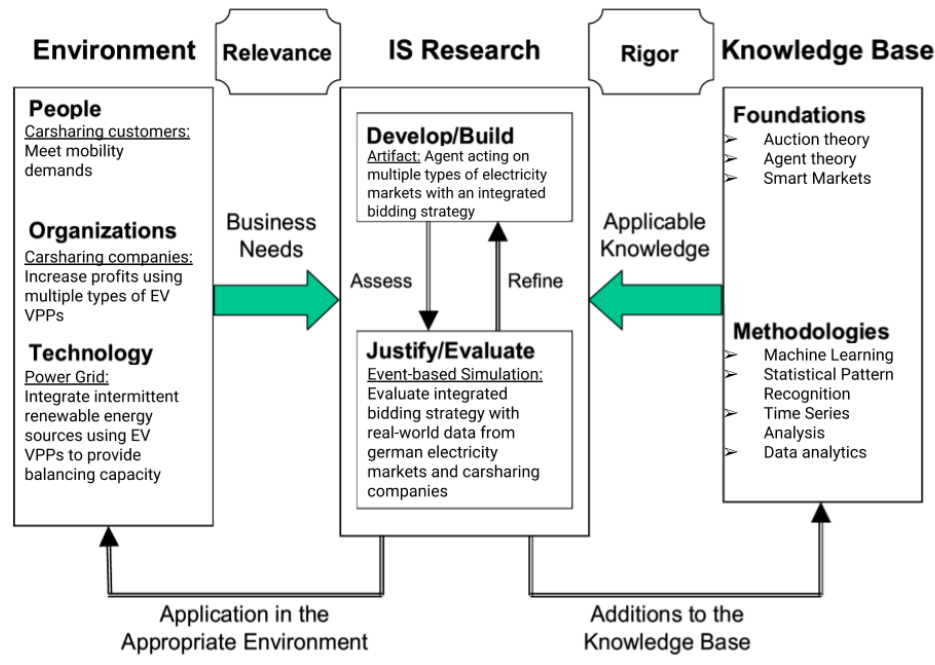 Environment
Relevance
IS Research
Rigor
Knowledge Base
People
Carsharing customers:
Meet mobility
demands
Organizations
Carsharing companies:
Increase profits using
multiple types of EV
VPPs
Technology
Power Grid:
Integrate intermittent
renewable energy
sources using EV
VPPs to provide
balancing capacity
Business
Needs
Develop/Build
Artifact: Agent acting on
multiple types of electricity
markets with an integrated
bidding strategy
Assess
Refine
Justify/Evaluate
Event-based Simulation:
Evaluate integrated
bidding strategy with
real-world data from
german electricity
markets and carsharing
companies
Applicable
Knowledge
Foundations
➢ Auction theory
➢ Agent theory
➢ Smart Markets
Methodologies
➢ Machine Learning
➢ Statistical Pattern
Recognition
➢ Time Series
Analysis
➢ Data analytics
Application in the
Appropriate Environment
Additions to the
Knowledge Base